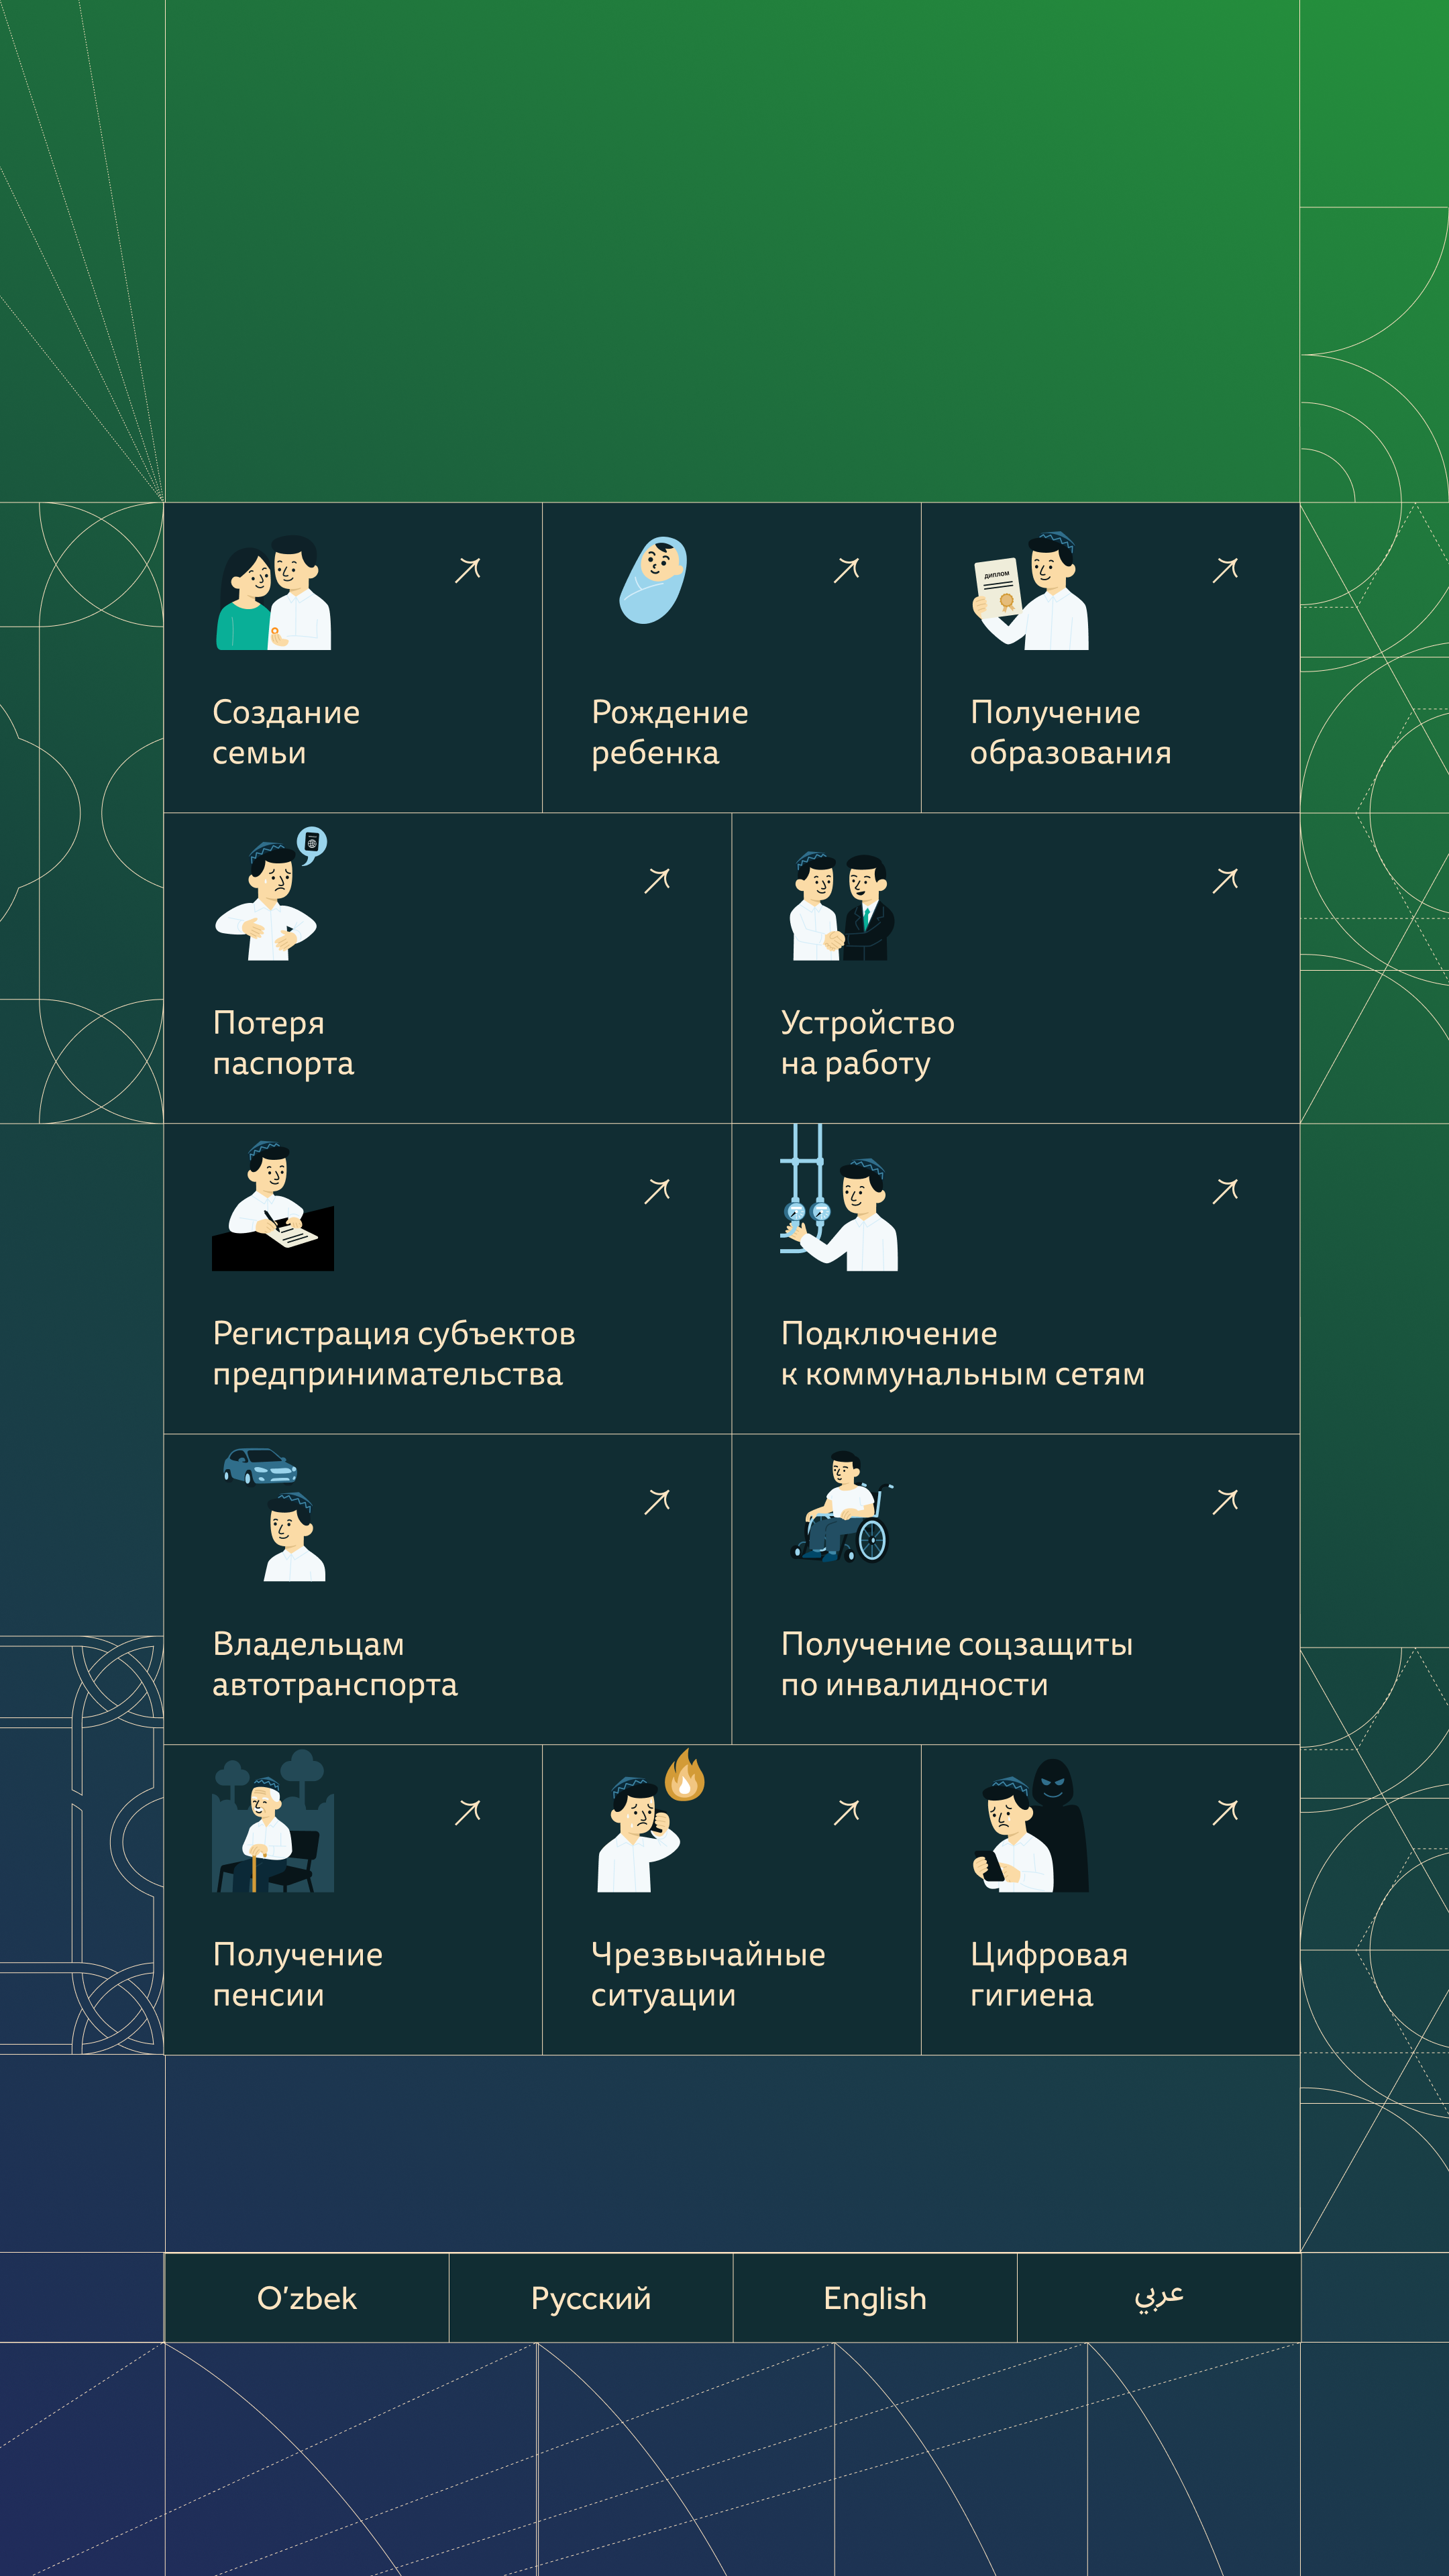 диплом
Создание
семьи
Рождение
ребенка
Получение
образования
Потеря
паспорта
Устройство
на работу
Регистрация субъектов
предпринимательства
Подключение
к коммунальным сетям
Владельцам
автотранспорта
Получение соцзащиты
по инвалидности
Получение
пенсии
Чрезвычайные
ситуации
Цифровая
гигиена
Oʻzbek
Русский
English
عربي